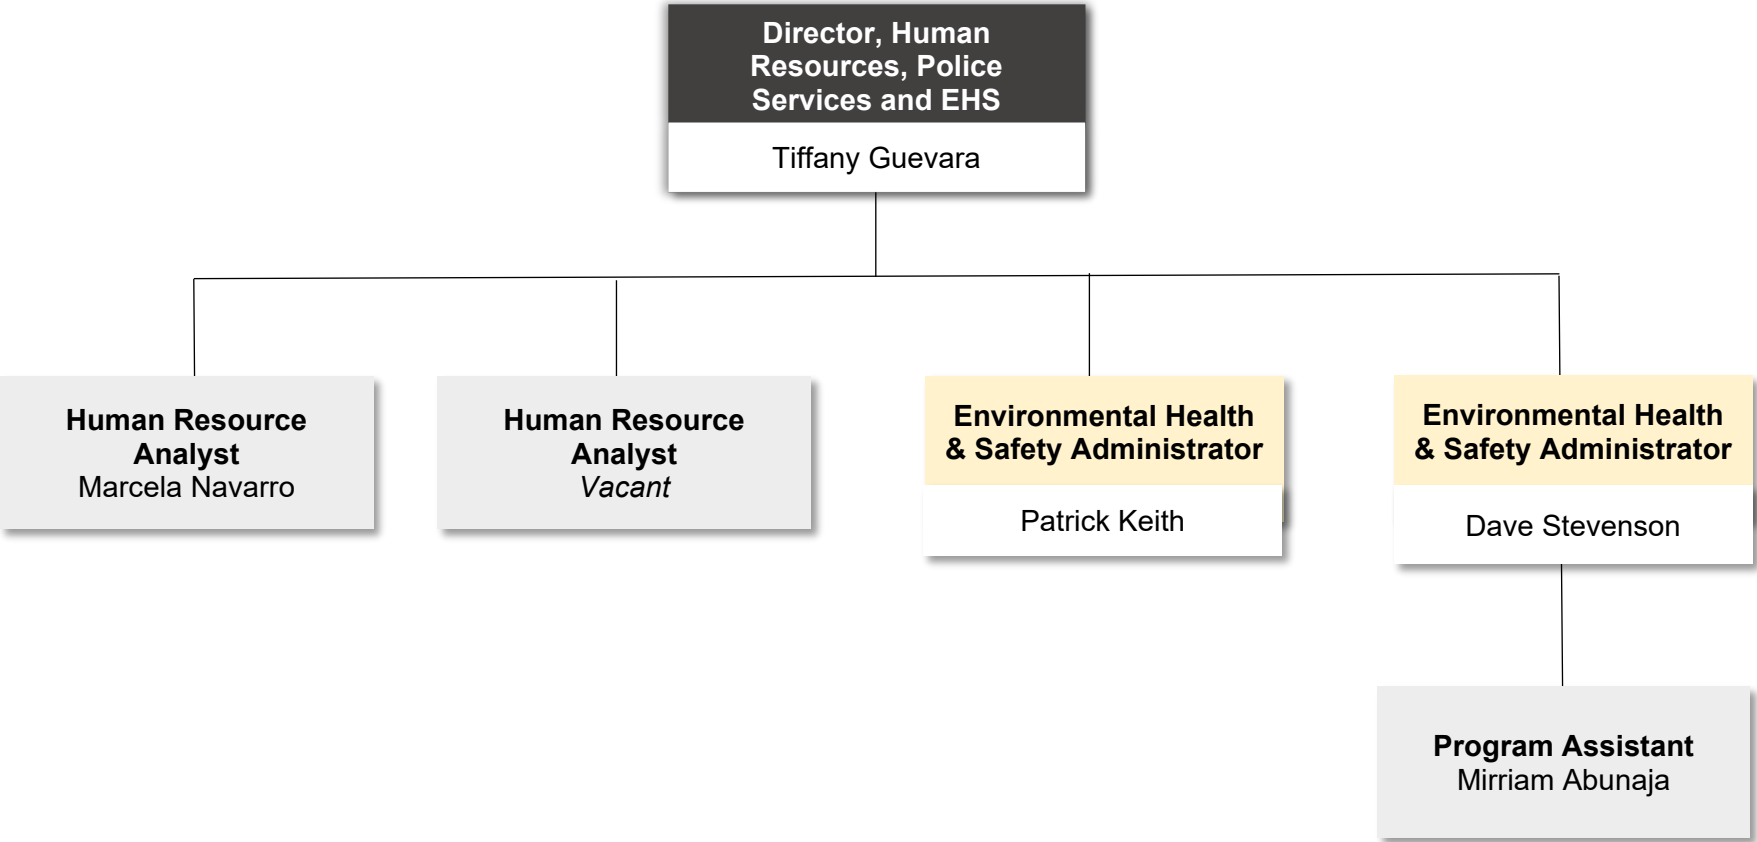 Director, Human
Resources, Police
Services and EHS
Tiffany Guevara
Human Resource
Analyst
Marcela Navarro
Human Resource
Analyst
Vacant
Environmental Health
& Safety Administrator
Patrick Keith
Environmental Health
& Safety Administrator
Dave Stevenson
Program Assistant
Mirriam Abunaja